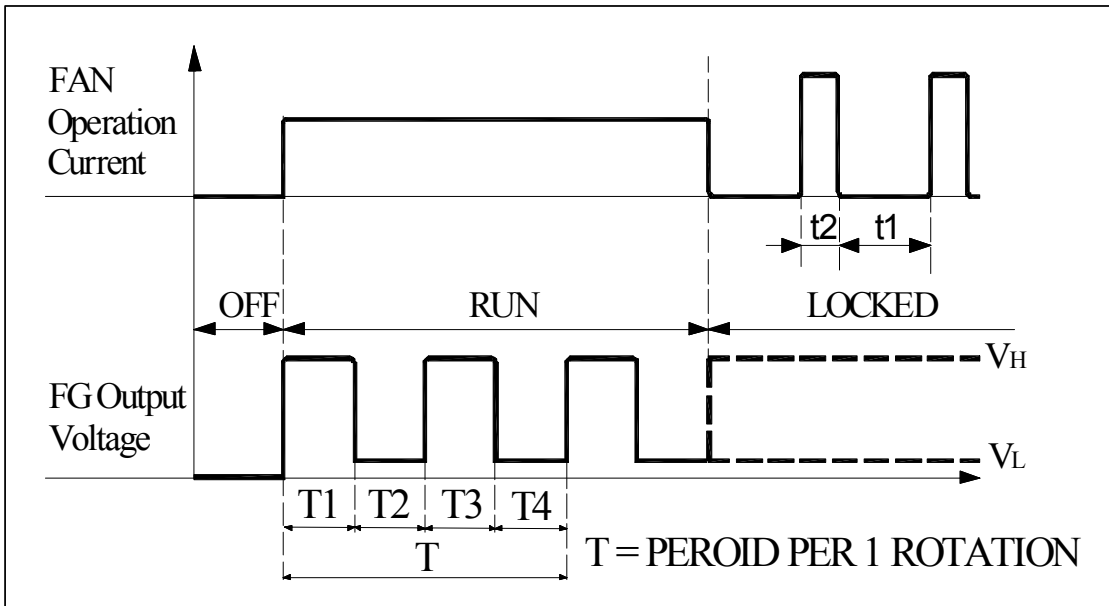 FAN
Operation
Current
t2
t1
OFF
RUN
LOCKED
FG Output
Voltage
VH
VL
T1
T2
T3
T4
T
T = PEROID PER 1 ROTATION